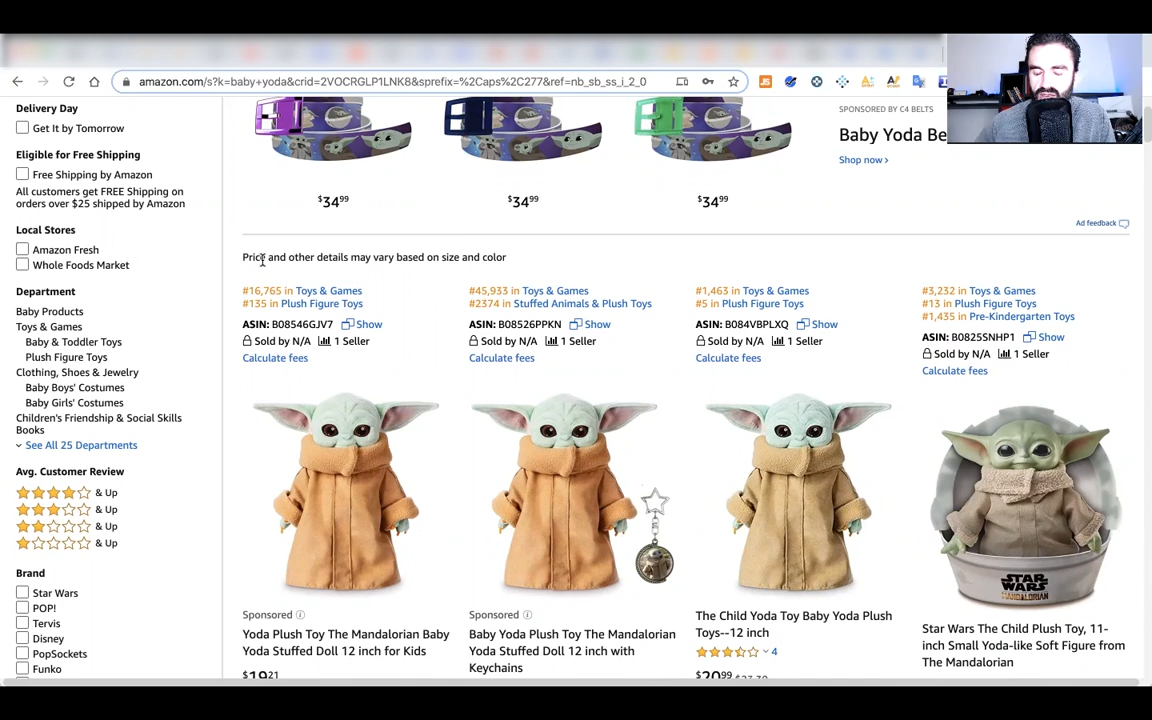 amazon.com/s?k=baby+yoda&crid=2VOCRGLP1LNK8&sprefix=%2Caps%2C277&ref=nb_sb_ss_i_2_0
Delivery Day
Get It by Tomorrow
Eligible for Free Shipping
Free Shipping by Amazon
All customers get FREE Shipping on
orders over $25 shipped by Amazon
Local Stores
Amazon Fresh
Whole Foods Market
Department
Baby Products
Toys & Games
Baby & Toddler Toys
Plush Figure Toys
Clothing, Shoes & Jewelry
Baby Boys' Costumes
Baby Girls' Costumes
Children's Friendship & Social Skills
Books
See All 25 Departments
Avg. Customer Review
& Up
& Up
& Up
& Up
Brand
Star Wars
POP!
Tervis
Disney
PopSockets
Funko
$34.99
$34.99
$34.99
SPONSORED BY C4 BELTS
Baby Yoda Be
Shop now ›
Ad feedback
Price and other details may vary based on size and color
#16,765 in Toys & Games
#135 in Plush Figure Toys
ASIN: B08546GJV7 Show
Sold by N/A 1 Seller
Calculate fees
Sponsored
Yoda Plush Toy The Mandalorian Baby
Yoda Stuffed Doll 12 inch for Kids
$19.21
#45,933 in Toys & Games
#2374 in Stuffed Animals & Plush Toys
ASIN: B08526PPKN Show
Sold by N/A 1 Seller
Calculate fees
Sponsored
Baby Yoda Plush Toy The Mandalorian
Yoda Stuffed Doll 12 inch with
Keychains
#1,463 in Toys & Games
#5 in Plush Figure Toys
ASIN: B084VBPLXQ Show
Sold by N/A 1 Seller
Calculate fees
The Child Yoda Toy Baby Yoda Plush
Toys--12 inch
4
$20.99
#3,232 in Toys & Games
#13 in Plush Figure Toys
#1,435 in Pre-Kindergarten Toys
ASIN: B0825SNHP1 Show
Sold by N/A 1 Seller
Calculate fees
STAR
WARS
MANDALORIAN
Star Wars The Child Plush Toy, 11-
inch Small Yoda-like Soft Figure from
The Mandalorian